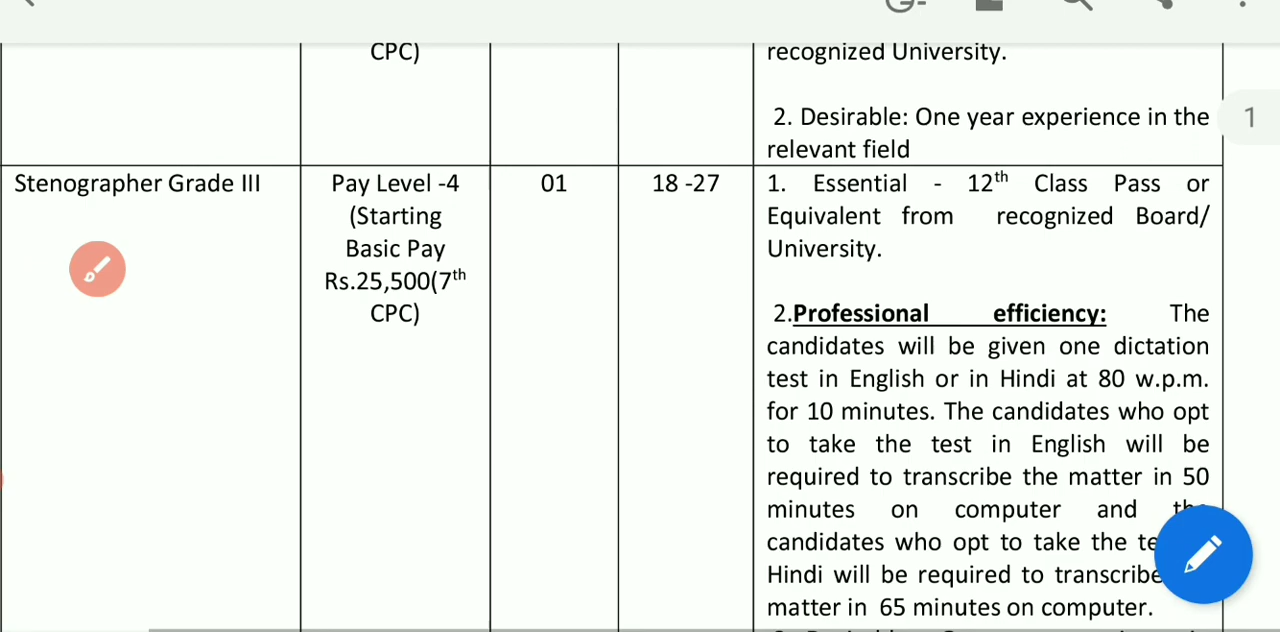 CPC)
recognized University.
2. Desirable: One year experience in the
relevant field
1
Stenographer Grade III
Pay Level -4
(Starting
Basic Pay
Rs.25,500(7th
CPC)
01
18 -27
1. Essential - 12th Class Pass or
Equivalent from recognized Board/
University.
2.Professional efficiency: The
candidates will be given one dictation
test in English or in Hindi at 80 w.p.m.
for 10 minutes. The candidates who opt
to take the test in English will be
required to transcribe the matter in 50
minutes on computer and the
candidates who opt to take the
Hindi will be required to transcribe
matter in 65 minutes on computer.